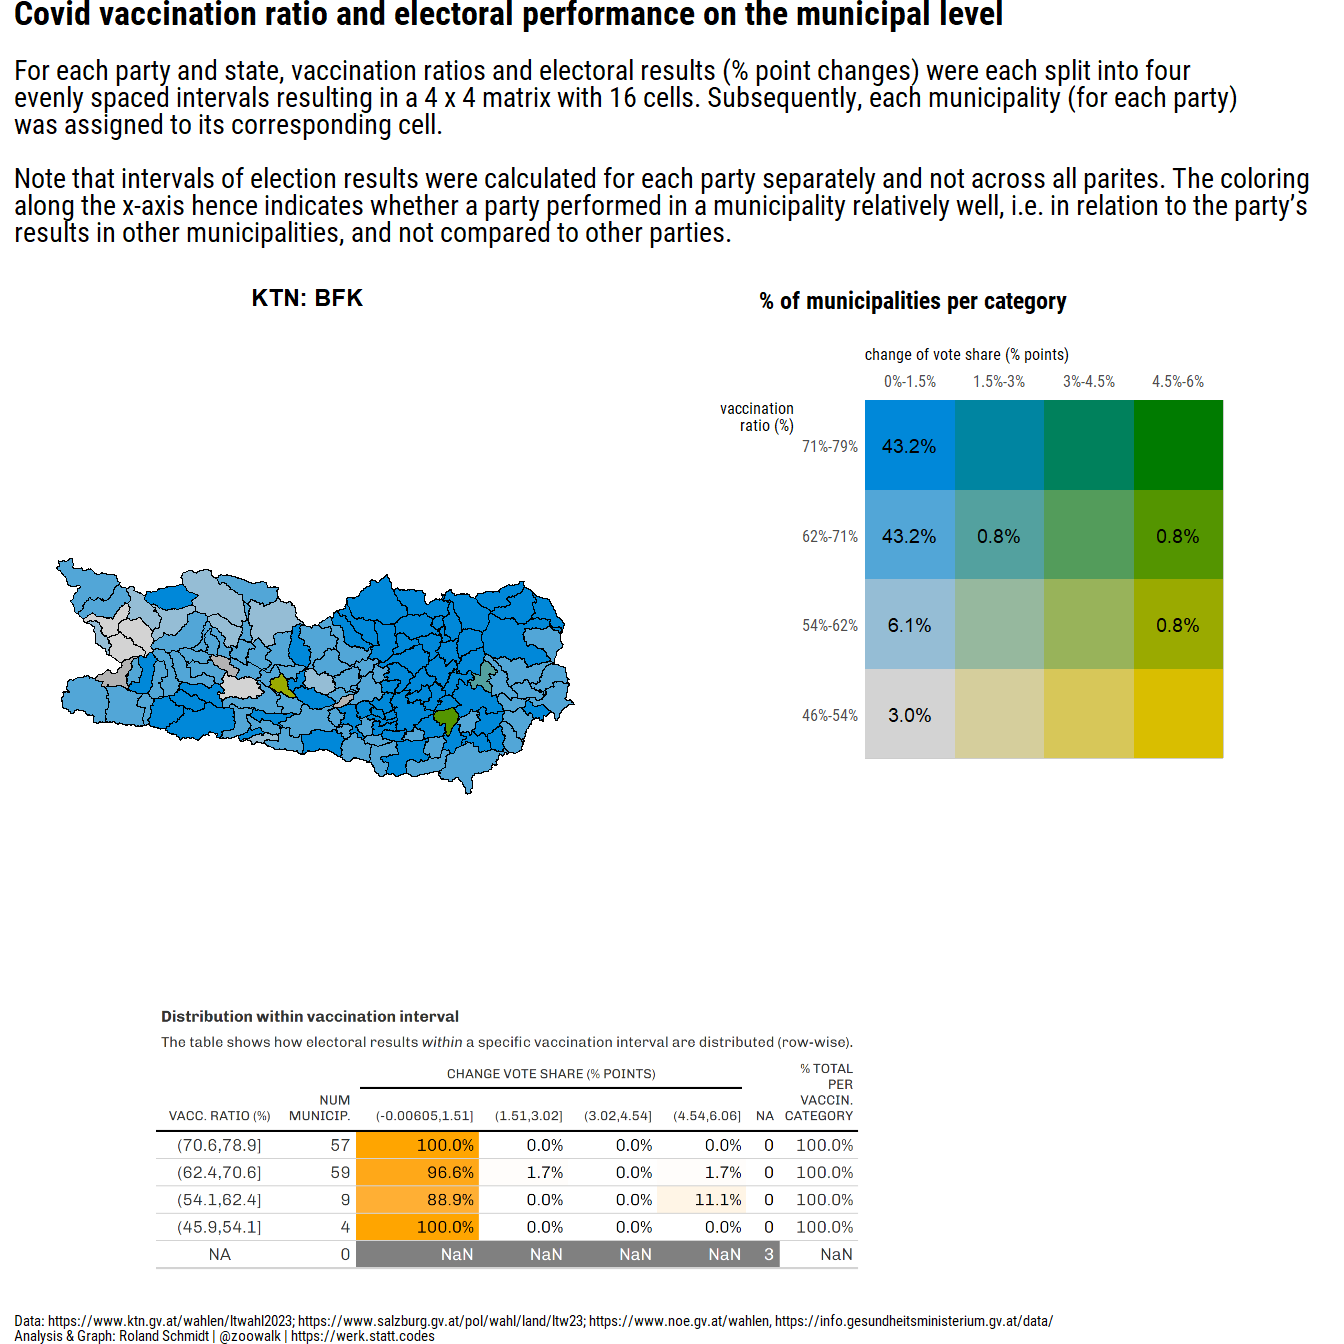 Covid vaccination ratio and electoral performance on the municipal level
For each party and state, vaccination ratios and electoral results (% point changes) were each split into four
evenly spaced intervals resulting in a 4 x 4 matrix with 16 cells. Subsequently, each municipality (for each party)
was assigned to its corresponding cell.
Note that intervals of election results were calculated for each party separately and not across all parites. The coloring
along the x-axis hence indicates whether a party performed in a municipality relatively well, i.e. in relation to the party's
results in other municipalities, and not compared to other parties.
KTN: BFK
% of municipalities per category
change of vote share (% points)
0%-1.5% 1.5%-3% 3%-4.5% 4.5%-6%
vaccination
ratio (%)
71%-79% 43.2%
62%-71% 43.2% 0.8% 0.8%
54%-62% 6.1% 0.8%
46%-54% 3.0%
Distribution within vaccination interval
The table shows how electoral results within a specific vaccination interval are distributed (row-wise).
CHANGE VOTE SHARE (% POINTS)
% TOTAL
PER
VACCIN.
CATEGORY
NUM
MUNICIP.
VACC. RATIO (%) (-0.00605,1.51] (1.51,3.02] (3.02,4.54] (4.54,6.06] NA
(70.6,78.9] 57 100.0% 0.0% 0.0% 0.0% 0 100.0%
(62.4,70.6] 59 96.6% 1.7% 0.0% 1.7% 0 100.0%
(54.1,62.4] 9 88.9% 0.0% 0.0% 11.1% 0 100.0%
(45.9,54.1] 4 100.0% 0.0% 0.0% 0.0% 0 100.0%
NA 0 NaN NaN NaN NaN 3 NaN
Data: https://www.ktn.gv.at/wahlen/ltwahl2023; https://www.salzburg.gv.at/pol/wahl/land/ltw23; https://www.noe.gv.at/wahlen, https://info.gesundheitsministerium.gv.at/data/
Analysis & Graph: Roland Schmidt | @zoowalk | https://werk.statt.codes